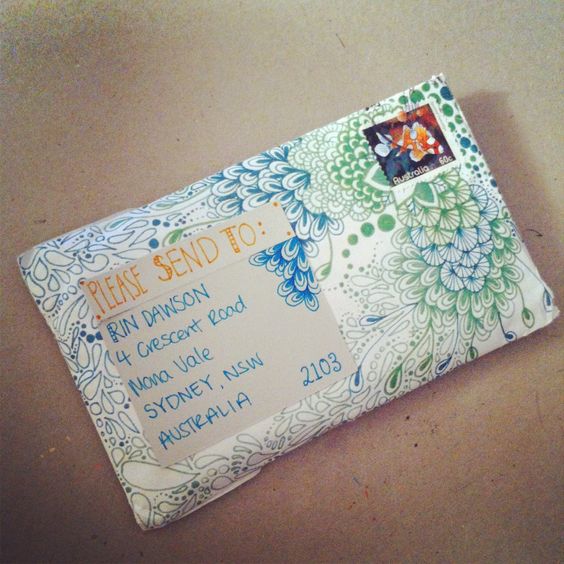 Australia 60c
PLEASE SEND TO:
RIN DAWSON
4 Crescent Road
Mona Vale
SYDNEY, NSW 2103
AUSTRALIA